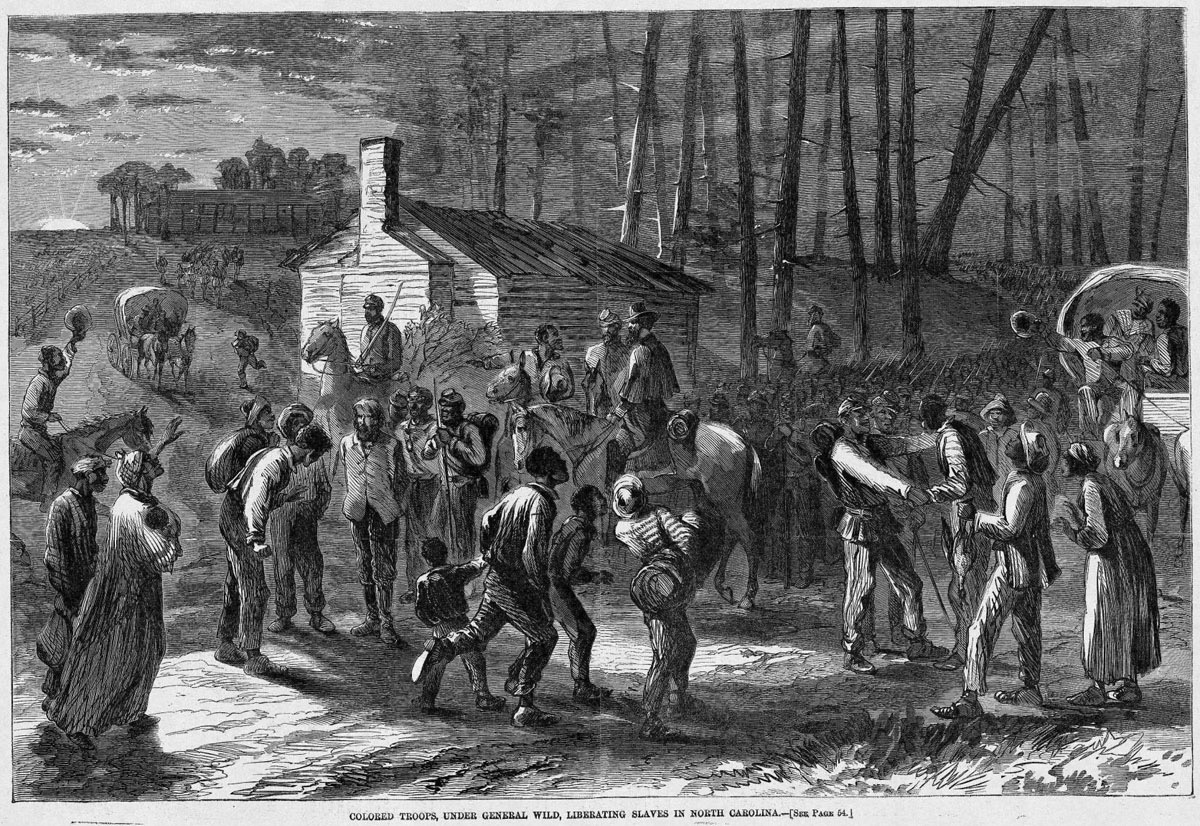 COLORED TROOPS, UNDER GENERAL WILD, LIBERATING SLAVES IN NORTH CAROLINA.—[SEE PAGE 54.]